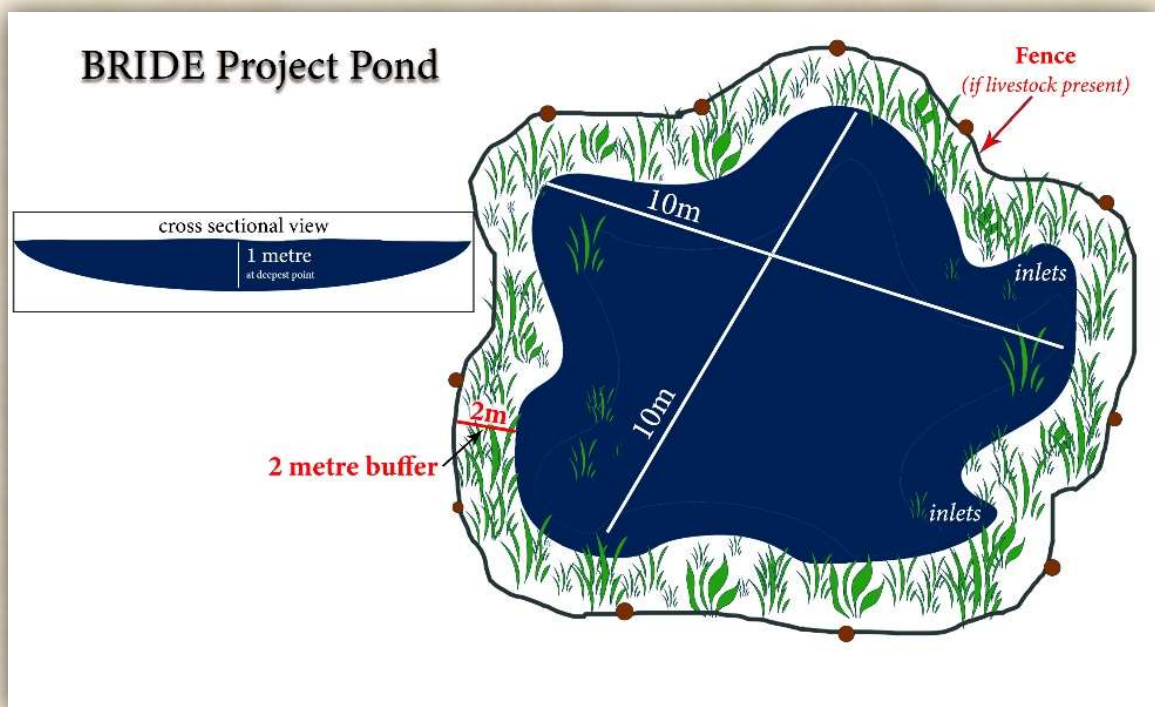 BRIDE Project Pond
Fence
(if livestock present)
cross sectional view
1 metre
at deepest point
10m
inlets
10m
2m
2 metre buffer
inlets